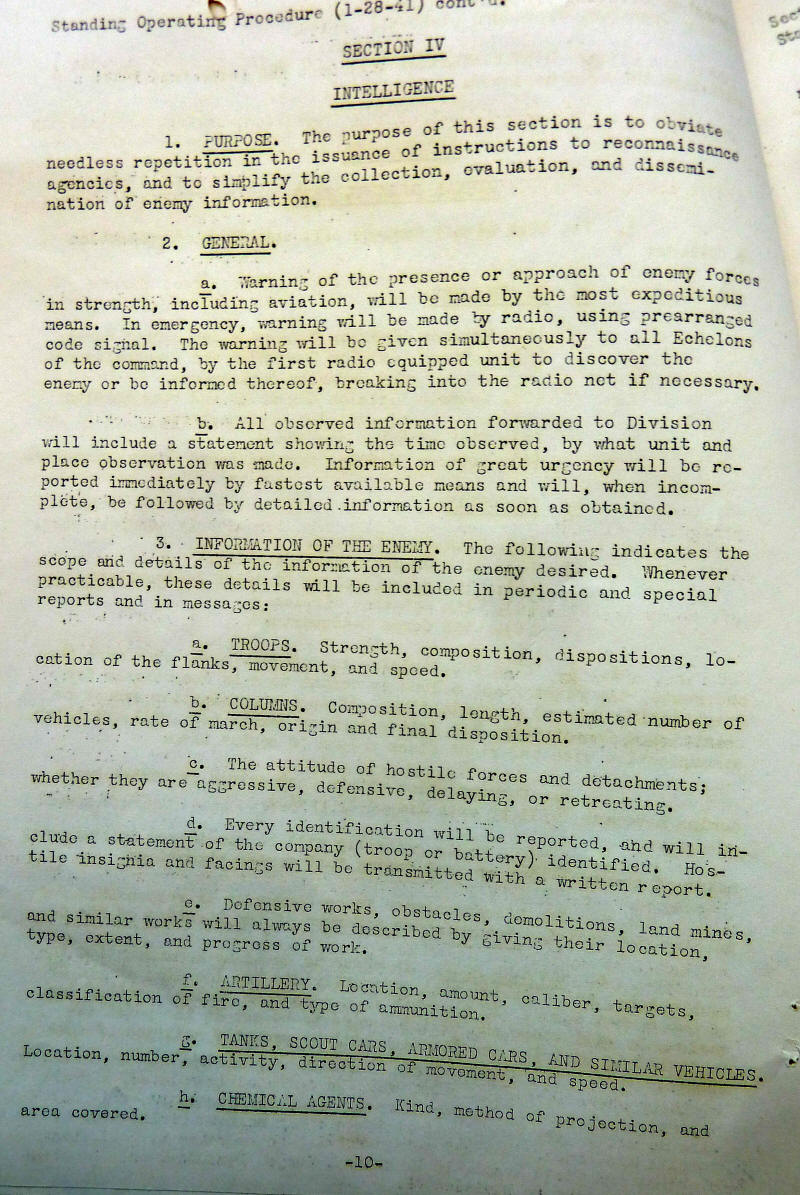 Standing Operating Procedure (1-28-41) cont'd.
SECTION IV
INTELLIGENCE
1. PURPOSE. The purpose of this section is to obviate
needless repetition in the issuance of instructions to reconnaissance
agencies, and to simplify the collection, evaluation, and dissemi-
nation of enemy information.
2. GENERAL.
a. Warning of the presence or approach of enemy forces
in strength, including aviation, will be made by the most expeditious
means. In emergency, warning will be made by radio, using prearranged
code signal. The warning will be given simultaneously to all Echelons
of the command, by the first radio equipped unit to discover the
enemy or be informed thereof, breaking into the radio net if necessary.
b. All observed information forwarded to Division
will include a statement showing the time observed, by what unit and
place observation was made. Information of great urgency will be re-
ported immediately by fastest available means and will, when incom-
plete, be followed by detailed information as soon as obtained.
3. INFORMATION OF THE ENEMY. The following indicates the
scope and details of the information of the enemy desired. Whenever
practicable, these details will be included in periodic and special
reports and in messages:
a. TROOPS. Strength, composition, dispositions, lo-
cation of the flanks, movement, and speed.
b. COLUMNS. Composition, length, estimated number of
vehicles, rate of march, origin and final disposition.
c. The attitude of hostile forces and detachments;
whether they are aggressive, defensive, delaying, or retreating.
d. Every identification will be reported, and will in-
clude a statement of the company (troop or battery) identified. Hos-
tile insignia and facings will be transmitted with a written report.
e. Defensive works, obstacles, demolitions, land mines,
and similar works will always be described by giving their location,
type, extent, and progress of work.
f. ARTILLERY. Location, amount, caliber, targets,
classification of fire, and type of ammunition.
g. TANKS, SCOUT CARS, ARMORED CARS, AND SIMILAR VEHICLES.
Location, number, activity, direction of movement, and speed.
h. CHEMICAL AGENTS. Kind, method of projection, and
area covered.
-10-